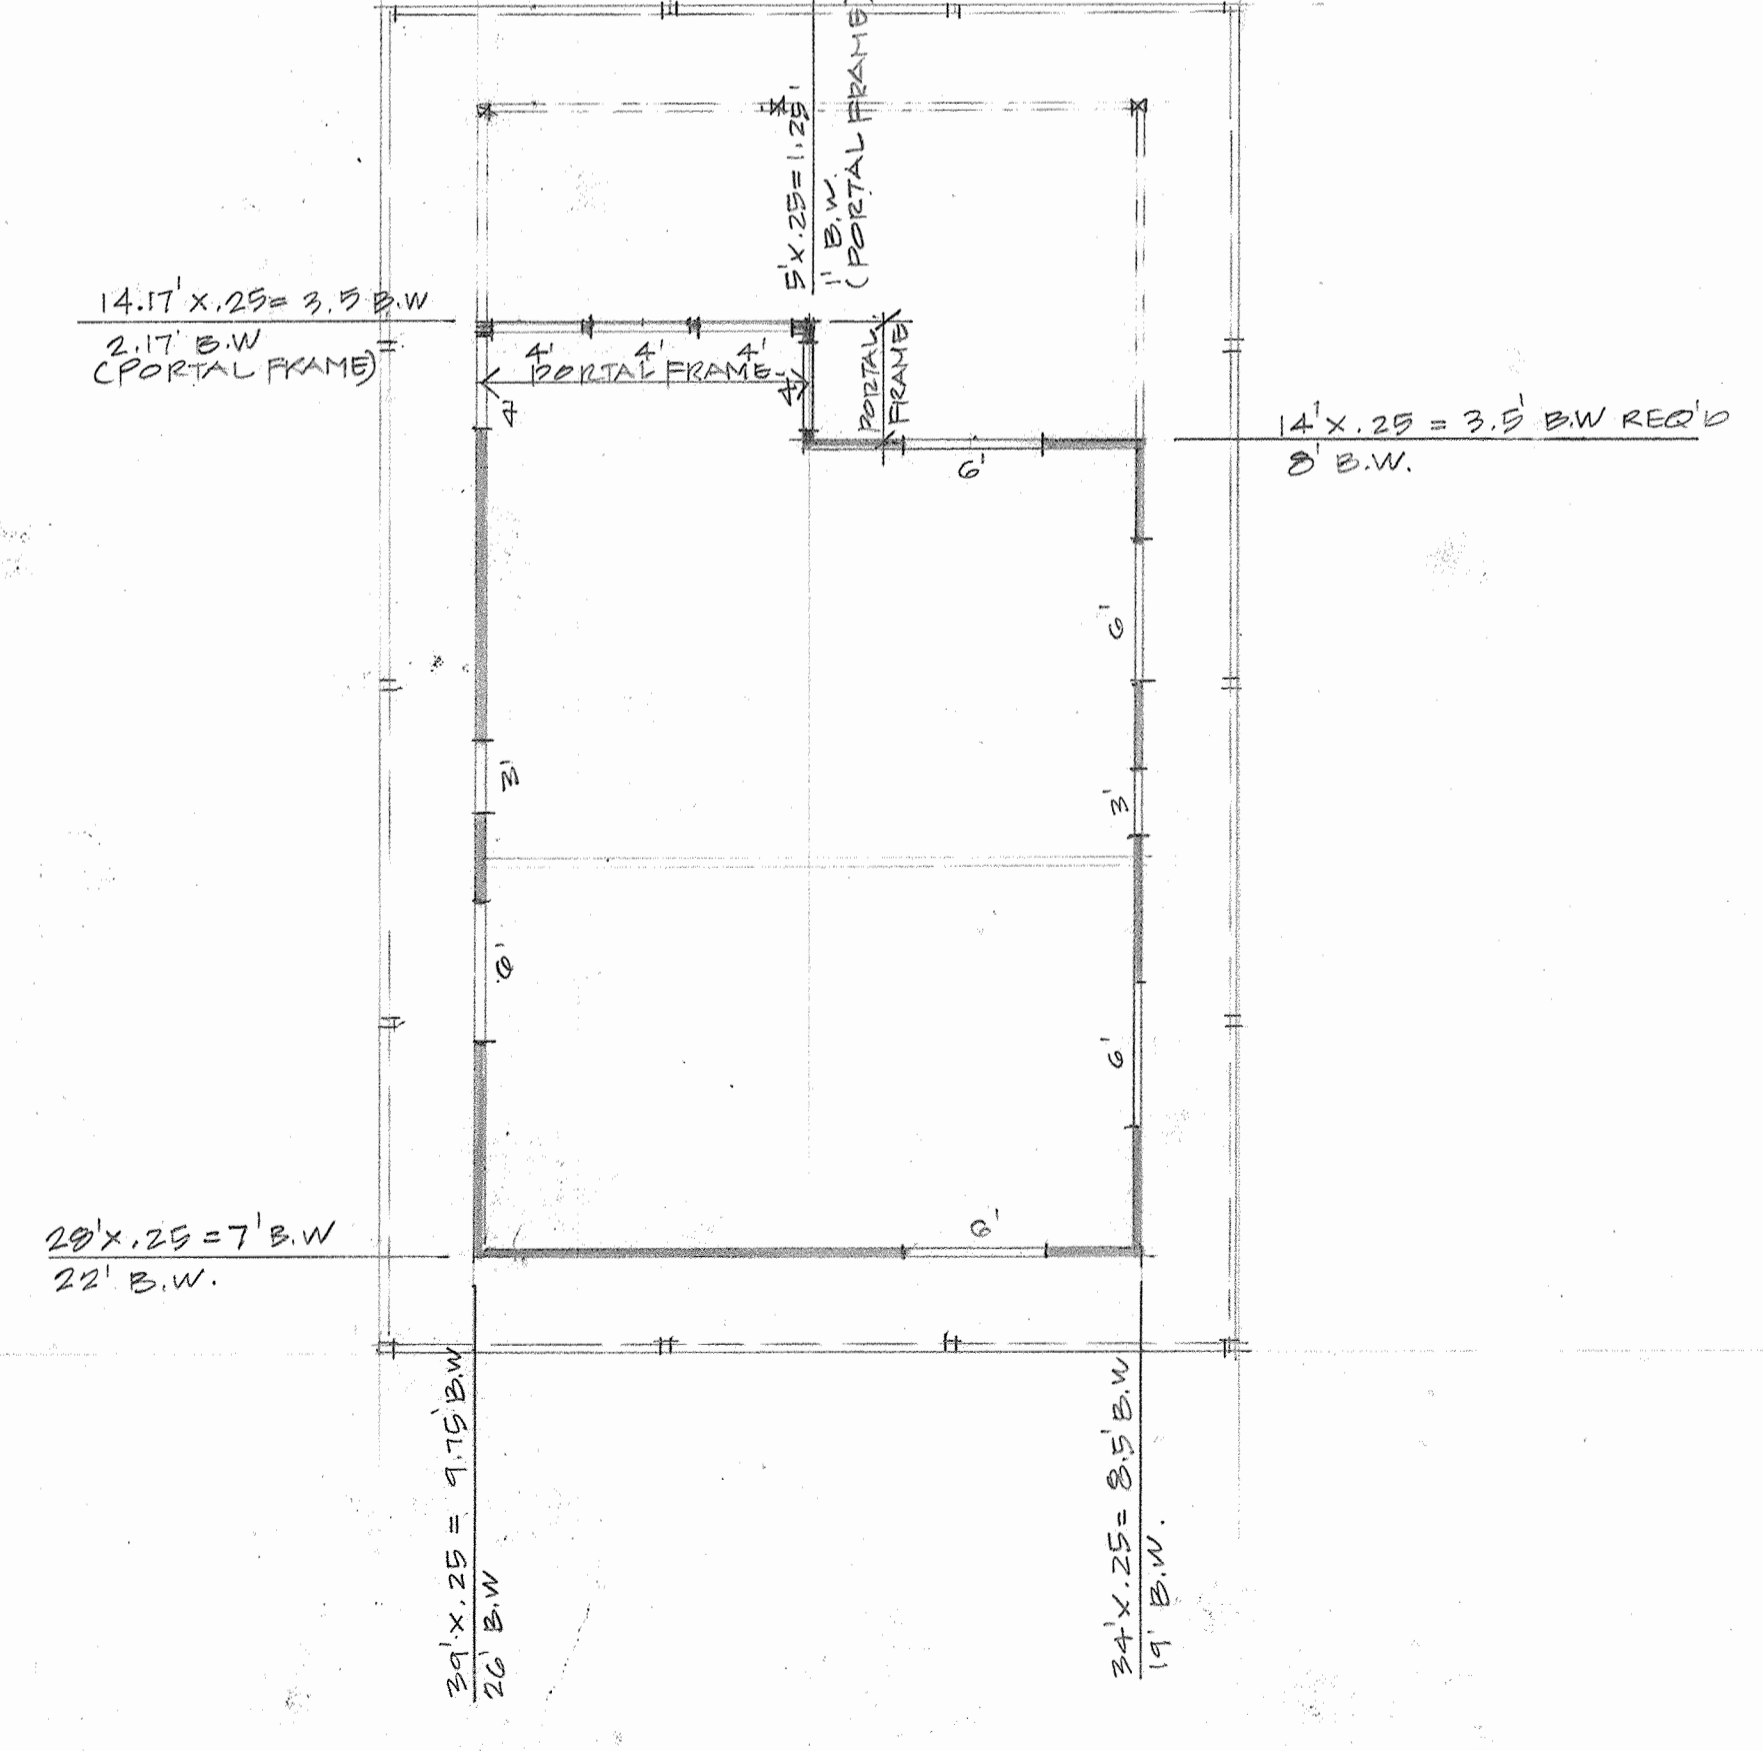 5'X.25=1.25'
1' B.W.
(PORTAL FRAME
14.17'X.25= 3.5 B.W
2.17' B.W
(PORTAL FRAME)
4'
4'
4'
PORTAL FRAME
4'
4'
PORTAL
FRAME
14'X.25 = 3.5' B.W REQ'D
8' B.W.
6'
6'
3'
3'
6'
6'
6'
28'X.25=7'B.W
22' B.W.
39'X.25 = 9.75'B.W
26' B.W
34'X.25= 8.5'B.W
19' B.W.